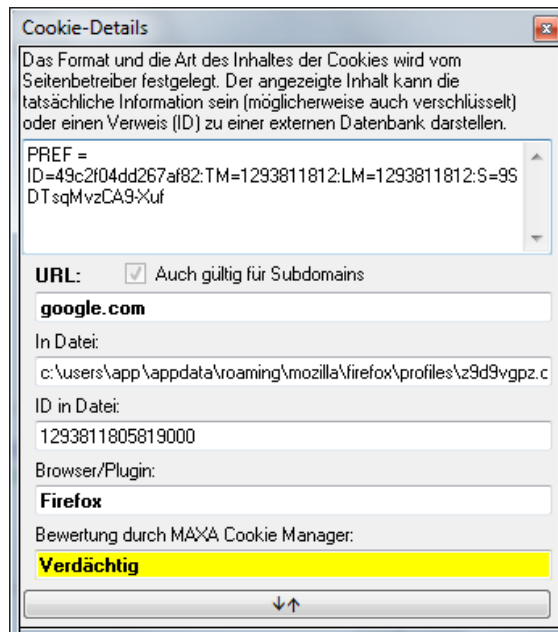 Cookie-Details
Das Format und die Art des Inhaltes der Cookies wird vom
Seitenbetreiber festgelegt. Der angezeigte Inhalt kann die
tatsächliche Information sein (möglicherweise auch verschlüsselt)
oder einen Verweis (ID) zu einer externen Datenbank darstellen.
PREF =
ID=49c2f04dd267af82:TM=1293811812:LM=1293811812:S=9S
DTsqMvzCA9-Xuf
URL: Auch gültig für Subdomains
google.com
In Datei:
c:\users\app\appdata\roaming\mozilla\firefox\profiles\z9d9vgpz.c
ID in Datei:
1293811805819000
Browser/Plugin:
Firefox
Bewertung durch MAXA Cookie Manager:
Verdächtig
↓↑